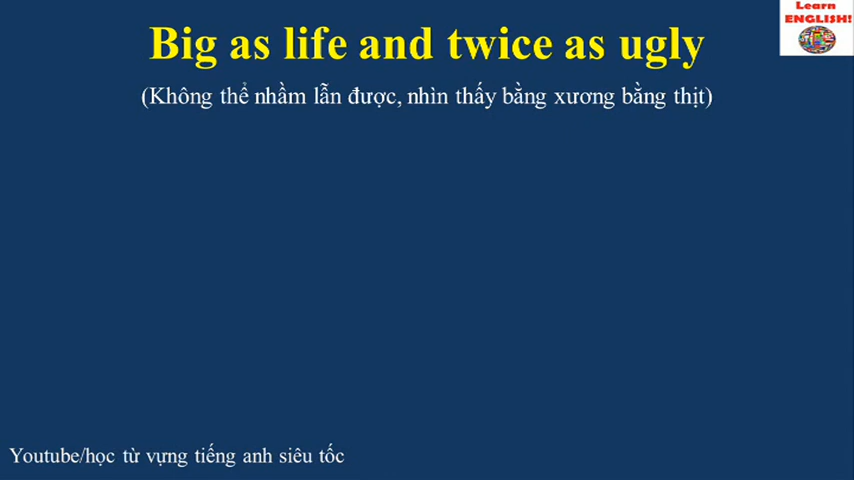 Learn
ENGLISH!
Big as life and twice as ugly
(Không thể nhầm lẫn được, nhìn thấy bằng xương bằng thịt)
Youtube/học từ vựng tiếng anh siêu tốc